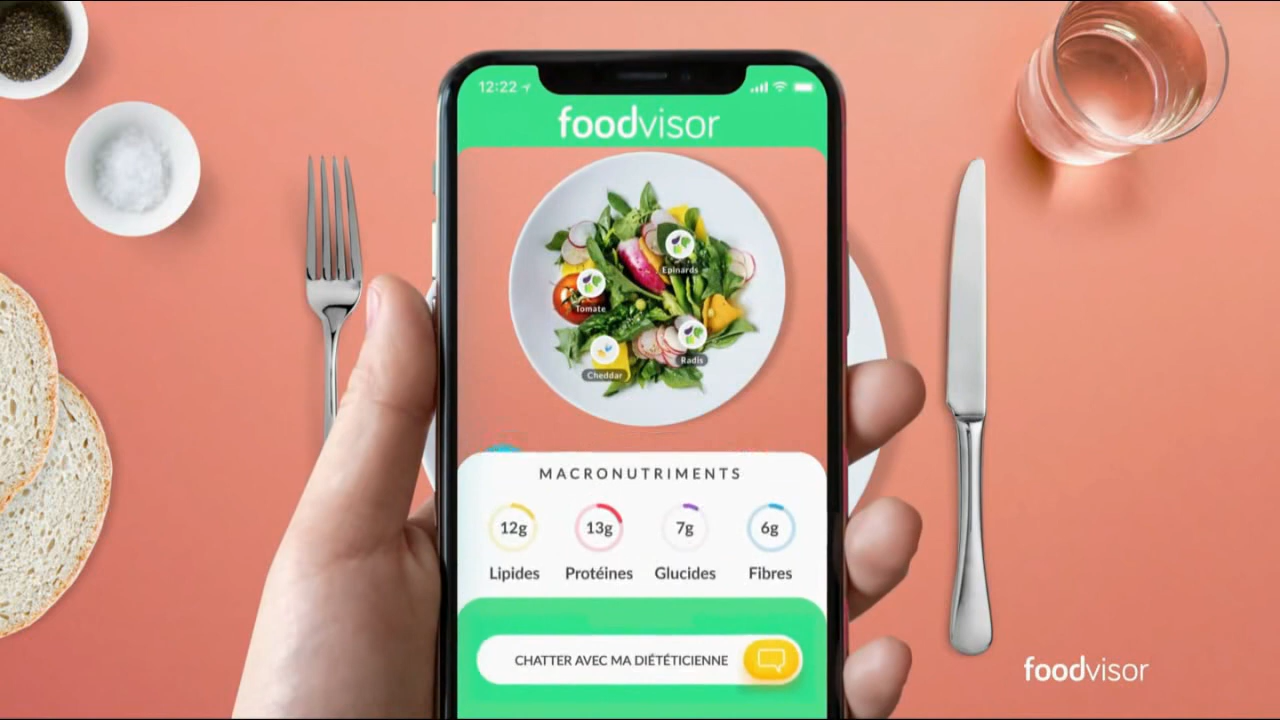 12:22
foodvisor
Epinards
Tomate
Radis
Cheddar
MACRONUTRIMENTS
12g 13g 7g 6g
Lipides Protéines Glucides Fibres
CHATTER AVEC MA DIÉTÉTICIENNE
foodvisor